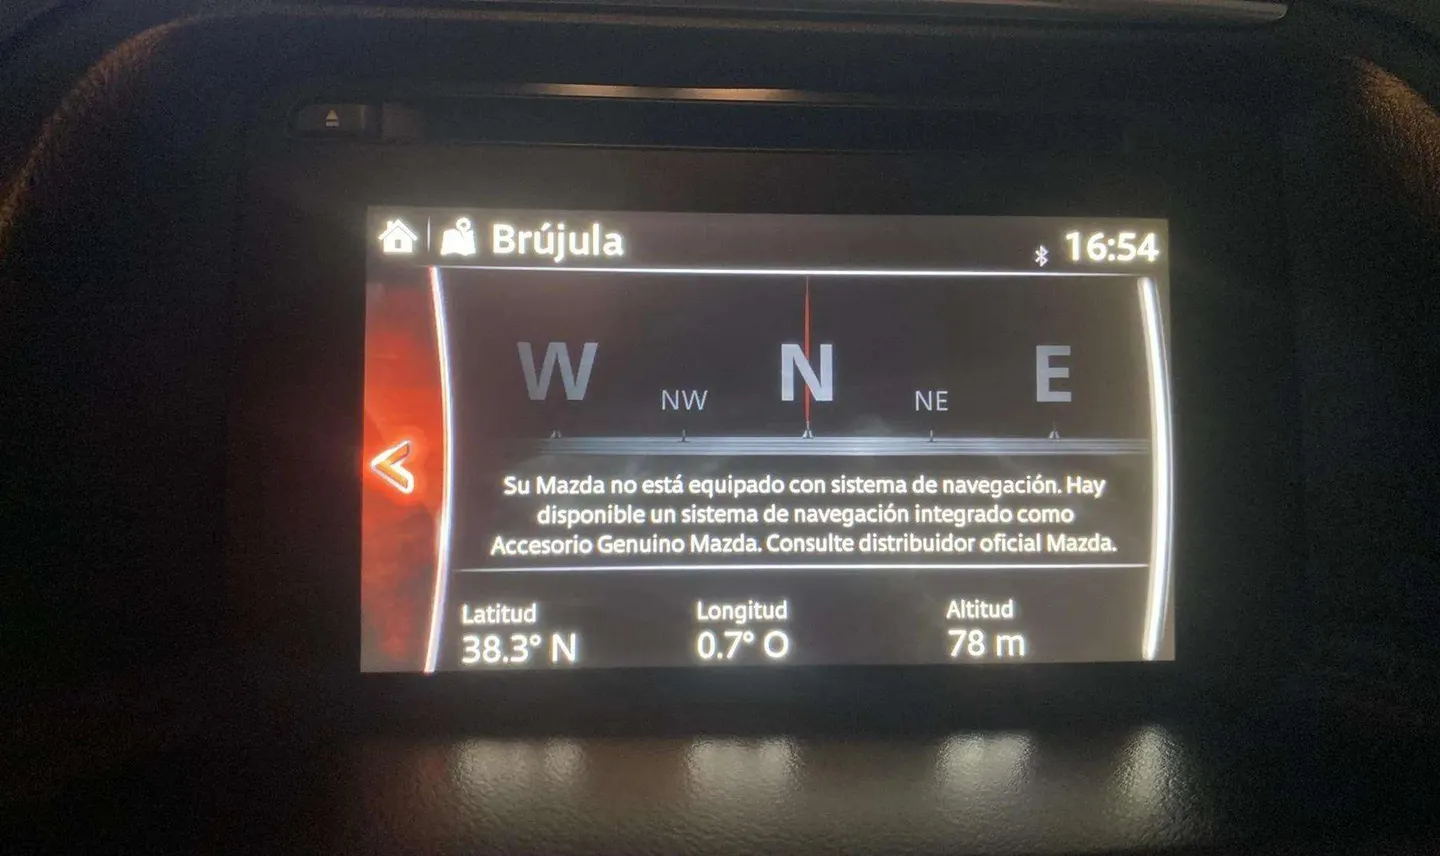 Brújula
16:54
W NW N NE E
Su Mazda no está equipado con sistema de navegación. Hay
disponible un sistema de navegación integrado como
Accesorio Genuino Mazda. Consulte distribuidor oficial Mazda.
Latitud Longitud Altitud
38.3° N 0.7° O 78 m